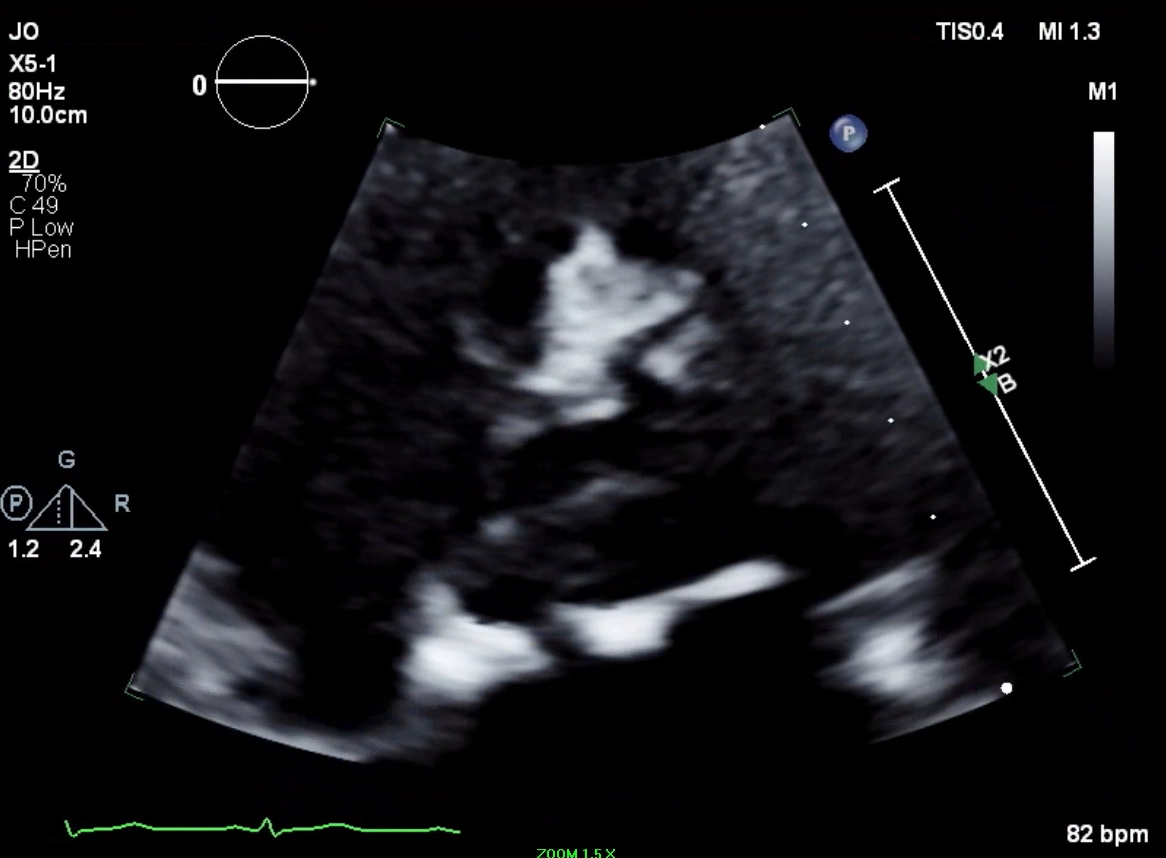 JO
X5-1
80Hz
10.0cm
2D
70%
C 49
P Low
HPen
0
TIS0.4 MI 1.3
M1
P
X2
B
G
P R
1.2 2.4
82 bpm
ZOOM 1.5 X